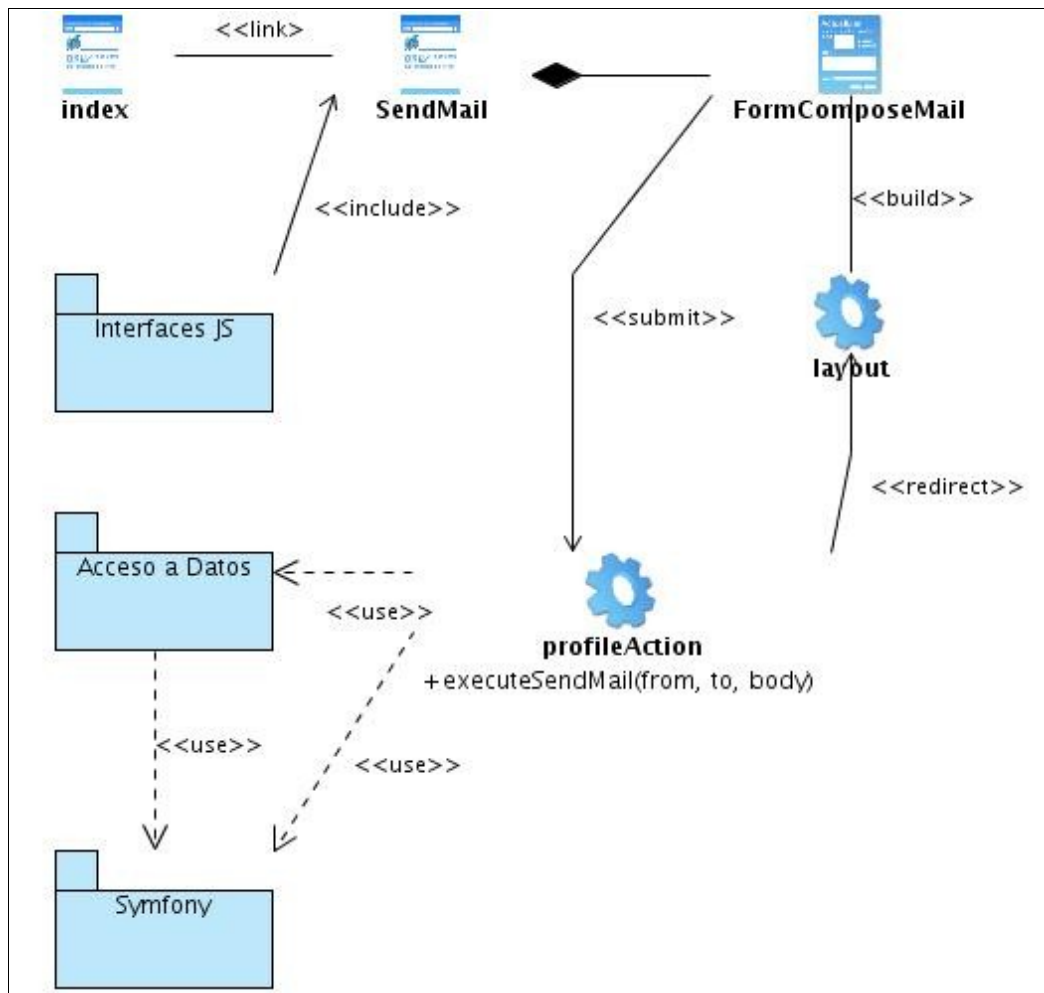 <<link>
index
SendMail
FormComposeMail
<<include>>
<<build>>
Interfaces JS
<<submit>>
layout
<<redirect>>
Acceso a Datos
<<use>>
profileAction
+executeSendMail(from, to, body)
<<use>>
<<use>>
Symfony